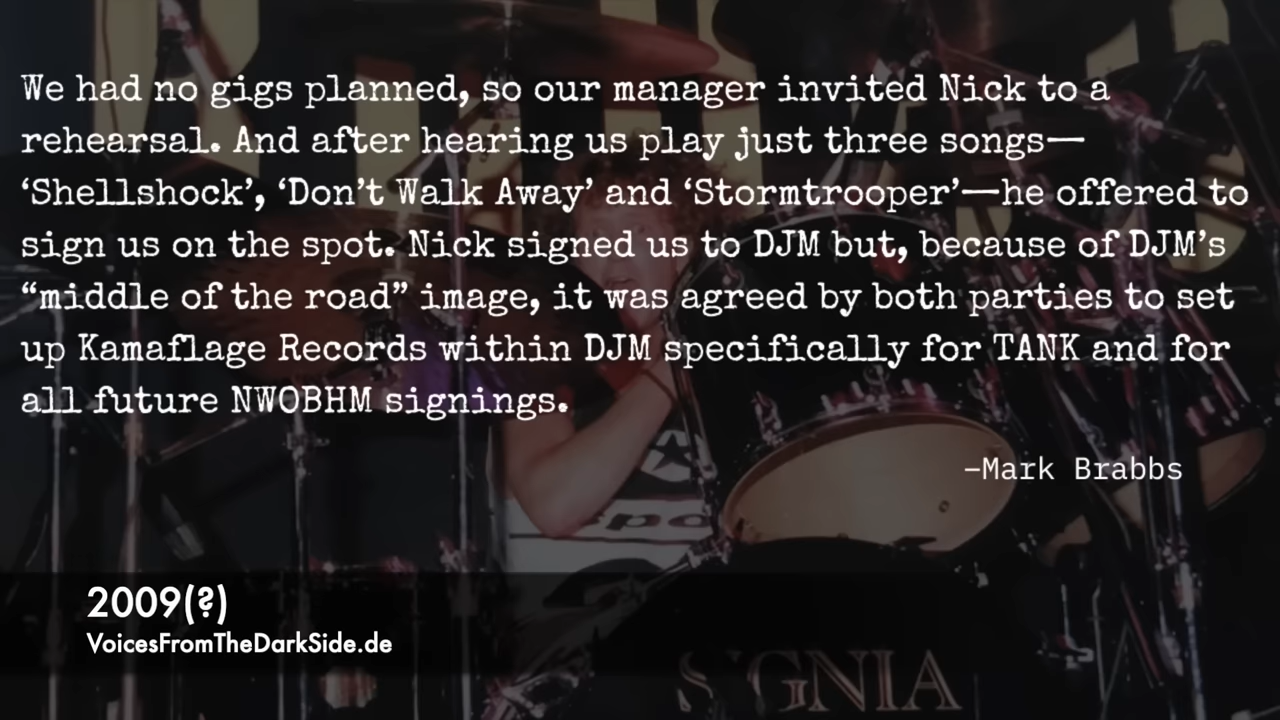 We had no gigs planned, so our manager invited Nick to a
rehearsal. And after hearing us play just three songs—
‘Shellshock’, ‘Don’t Walk Away’ and ‘Stormtrooper’—he offered to
sign us on the spot. Nick signed us to DJM but, because of DJM’s
“middle of the road” image, it was agreed by both parties to set
up Kamaflage Records within DJM specifically for TANK and for
all future NWOBHM signings.
–Mark Brabbs
2009(?)
VoicesFromTheDarkSide.de